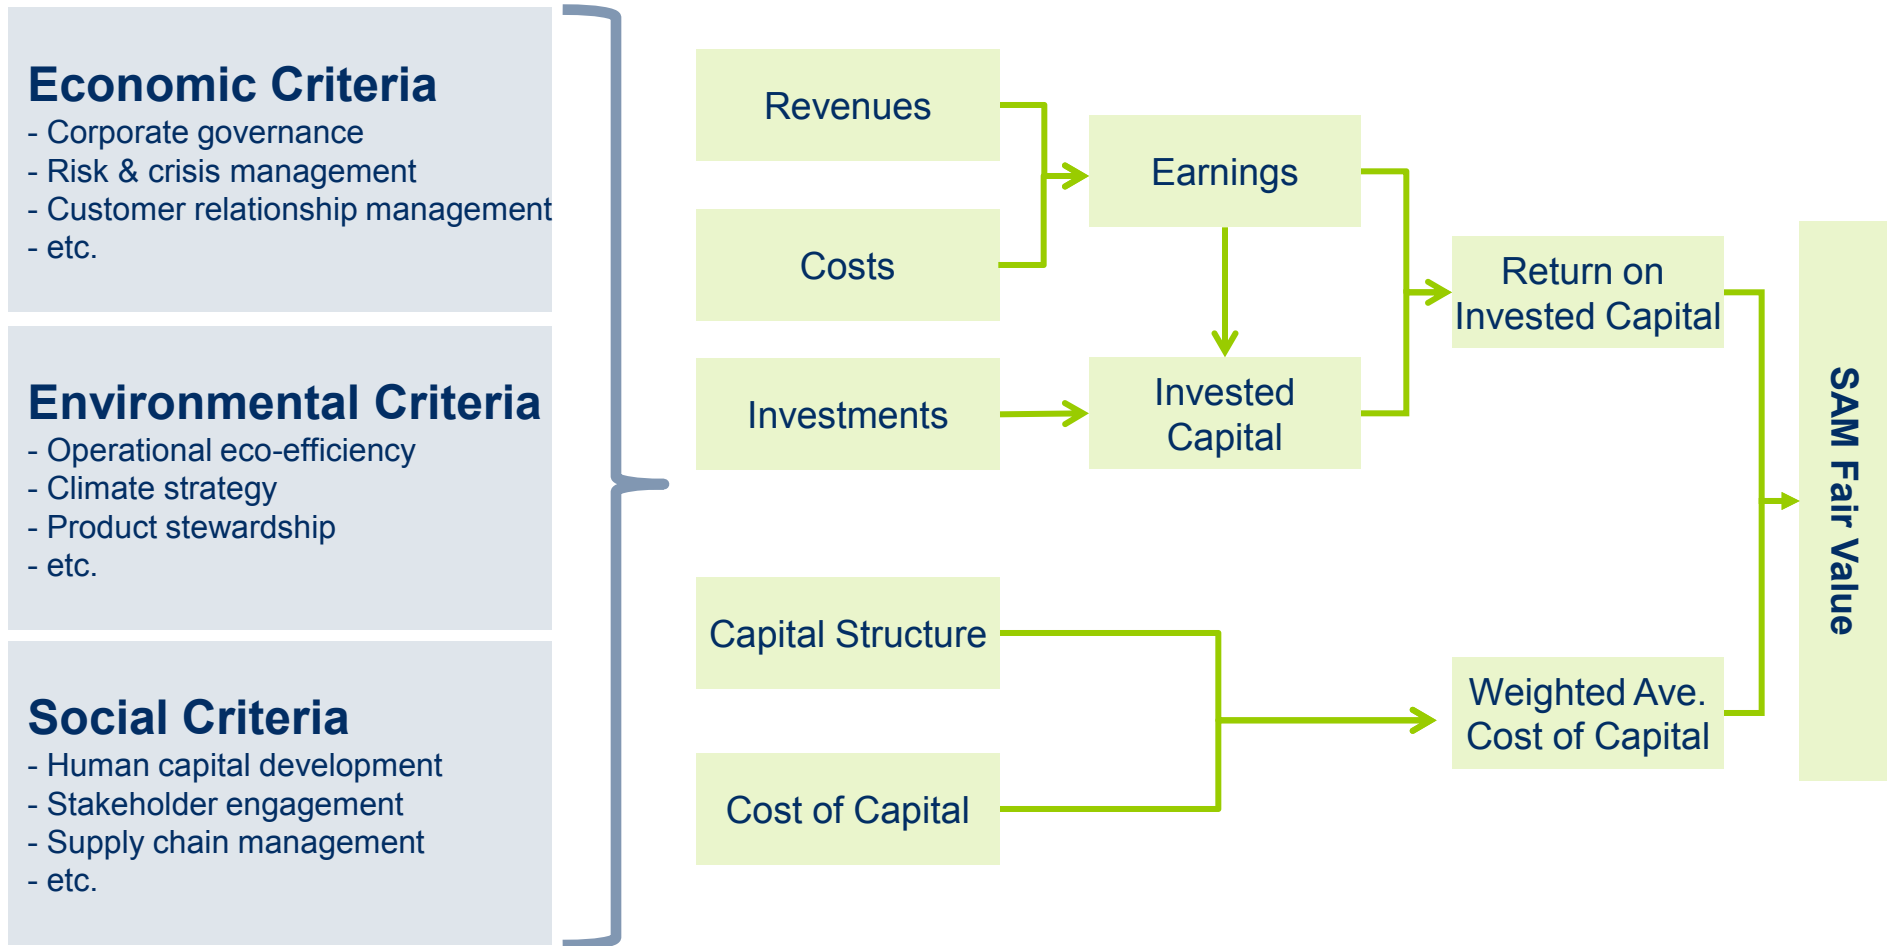 Economic Criteria
- Corporate governance
- Risk & crisis management
- Customer relationship management
- etc.
Environmental Criteria
- Operational eco-efficiency
- Climate strategy
- Product stewardship
- etc.
Social Criteria
- Human capital development
- Stakeholder engagement
- Supply chain management
- etc.
Revenues
Costs
Investments
Capital Structure
Cost of Capital
Earnings
Invested
Capital
Return on
Invested Capital
Weighted Ave.
Cost of Capital
SAM Fair Value